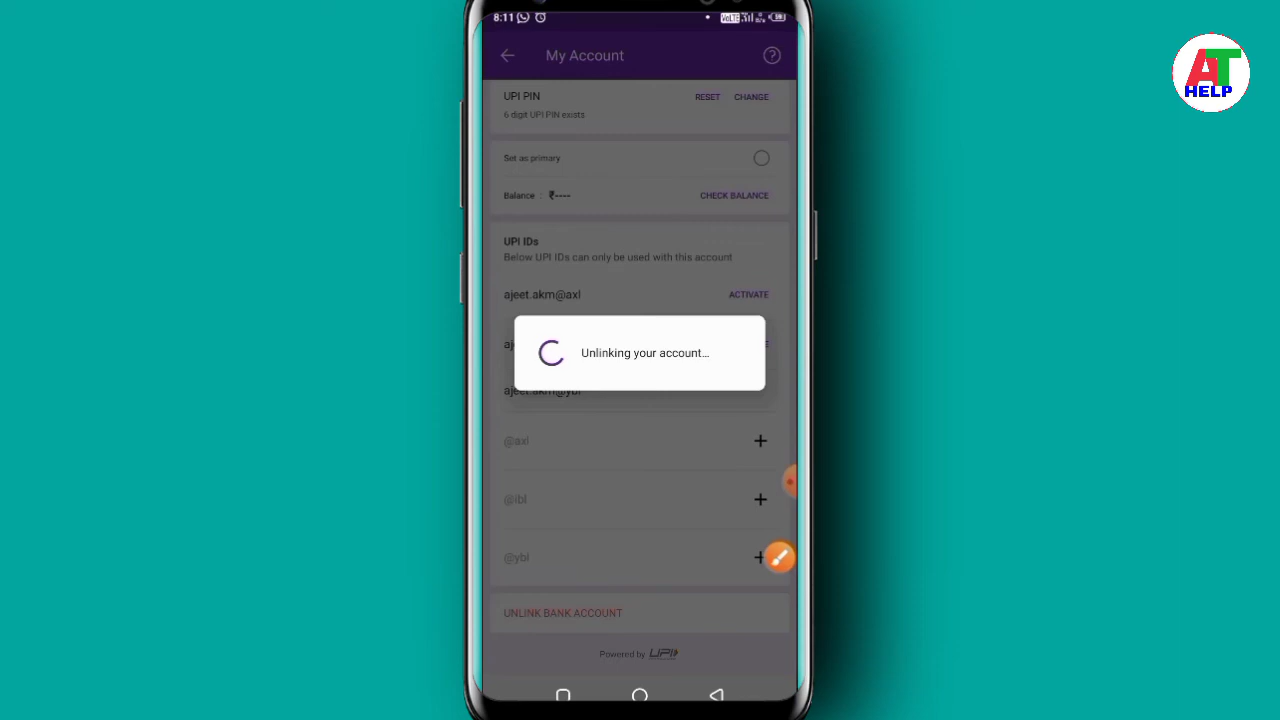 8:11
VoLTE
My Account
AT
HELP
UPI PIN RESET CHANGE
6 digit UPI PIN exists
Set as primary
Balance : ₹---- CHECK BALANCE
UPI IDs
Below UPI IDs can only be used with this account
ajeet.akm@axl ACTIVATE
Unlinking your account...
ajeet.akm@ybl
@axl
@ibl
@ybl
UNLINK BANK ACCOUNT
Powered by UPI